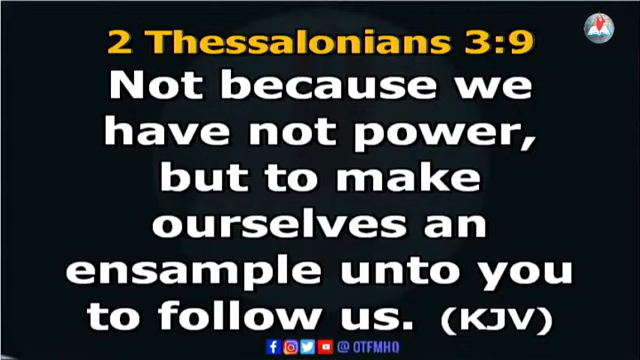 2 Thessalonians 3:9
Not because we
have not power,
but to make
ourselves an
ensample unto you
to follow us. (KJV)
@ OTFMHQ